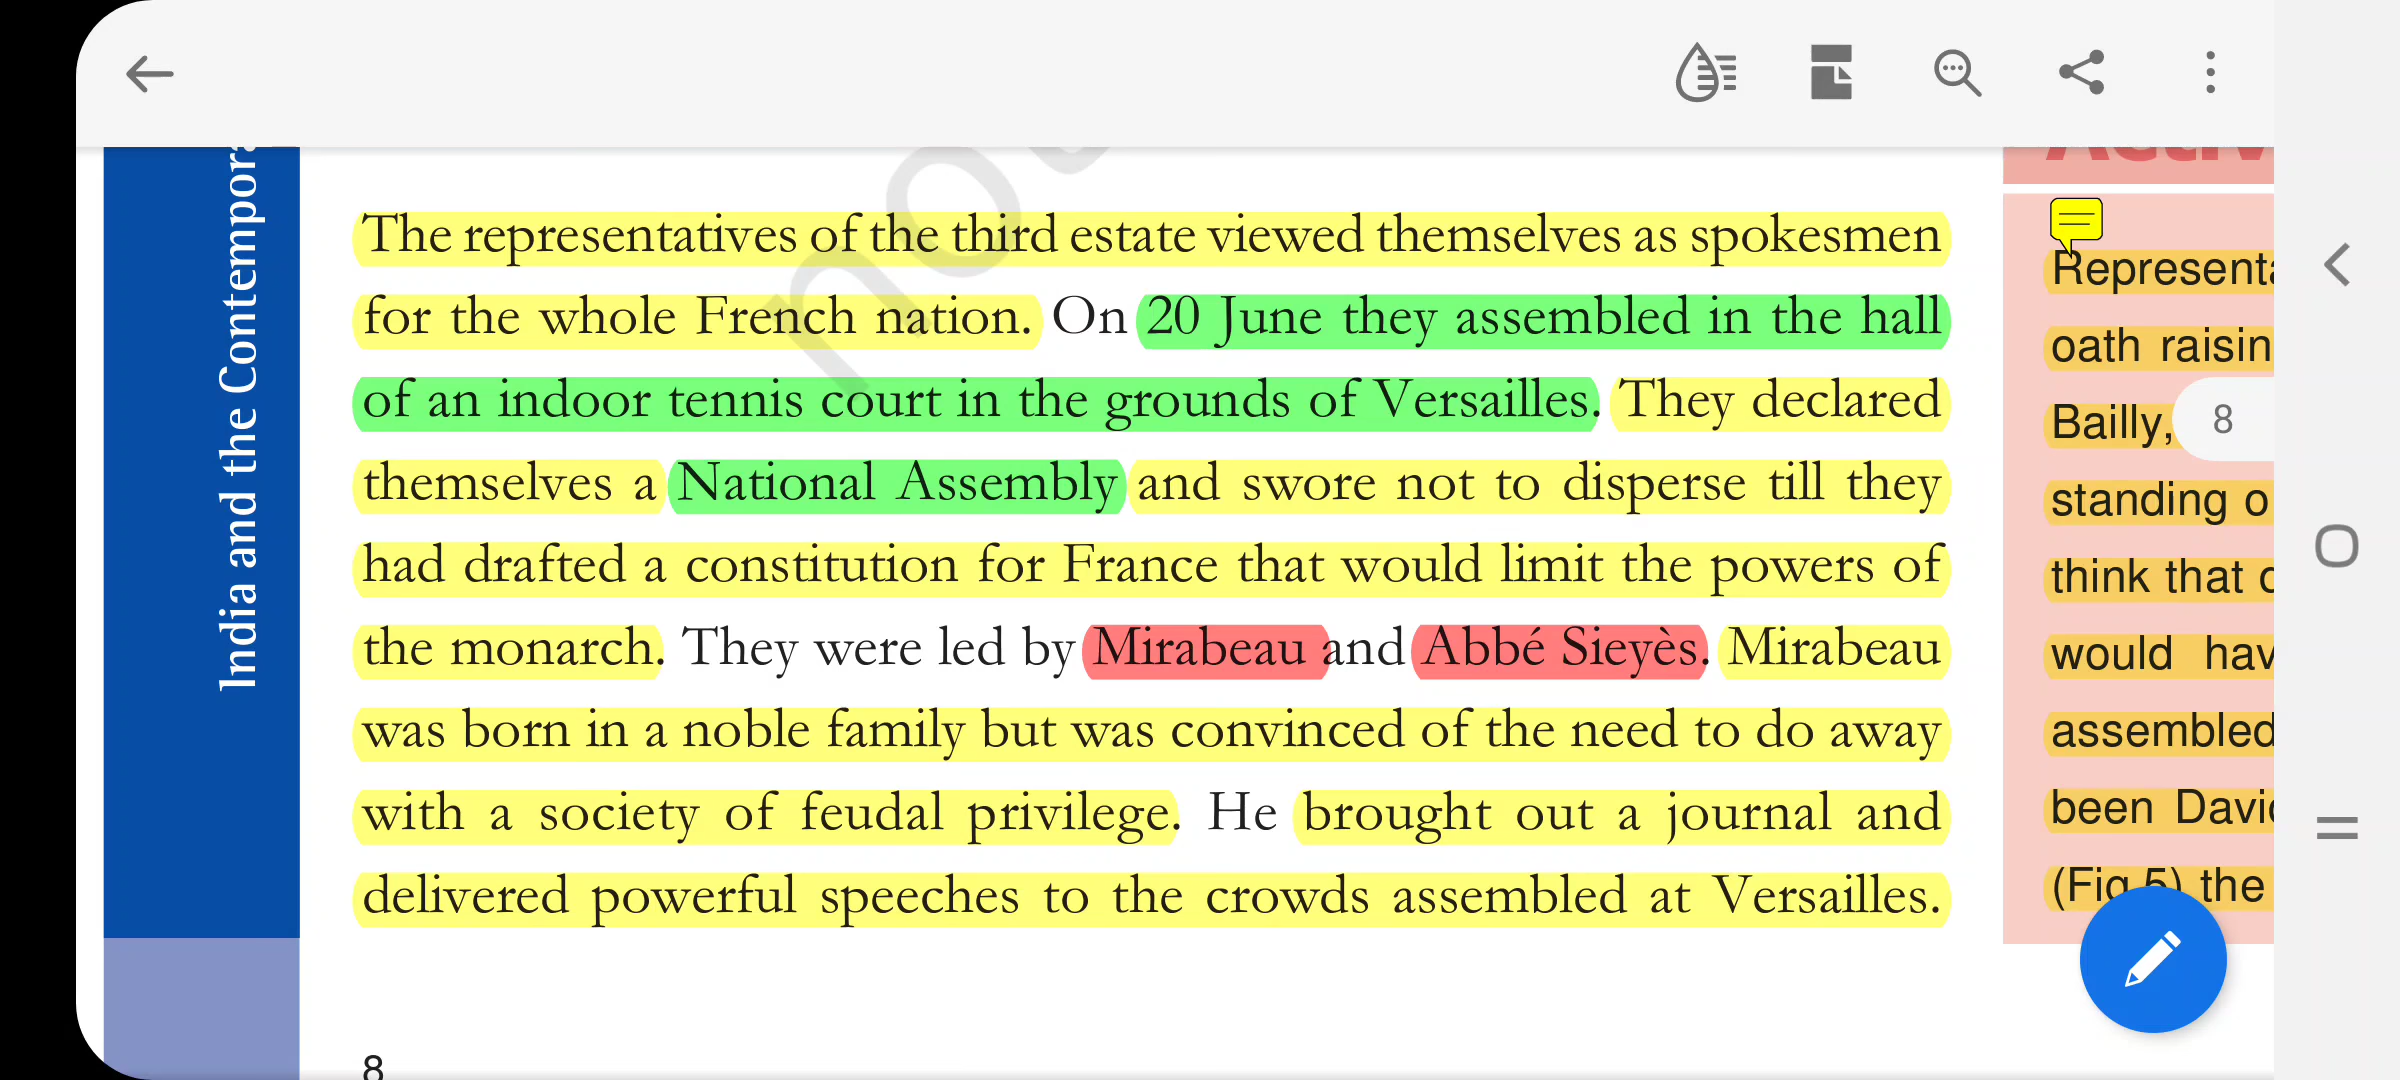 India and the Contempora
The representatives of the third estate viewed themselves as spokesmen
for the whole French nation. On 20 June they assembled in the hall
of an indoor tennis court in the grounds of Versailles. They declared
themselves a National Assembly and swore not to disperse till they
had drafted a constitution for France that would limit the powers of
the monarch. They were led by Mirabeau and Abbé Sieyès. Mirabeau
was born in a noble family but was convinced of the need to do away
with a society of feudal privilege. He brought out a journal and
delivered powerful speeches to the crowds assembled at Versailles.
8
Activ
Representa
oath raisin
Bailly,
8
standing o
think that
would hav
assembled
been Davi
(Fig.5) the
not